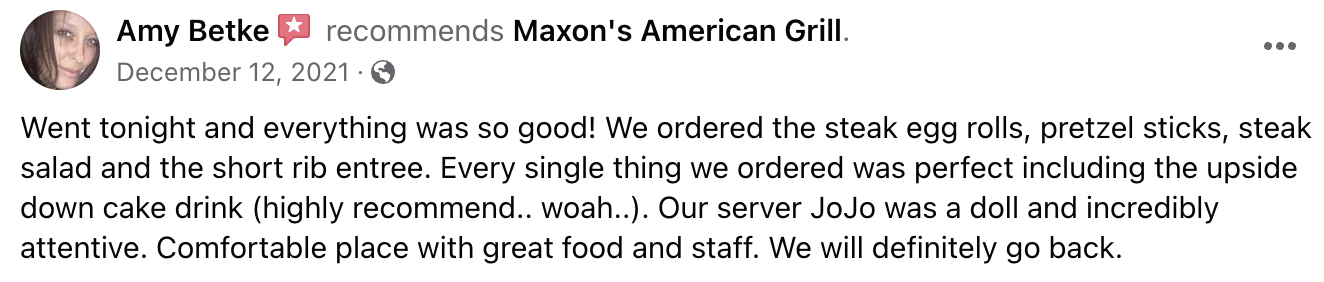 Amy Betke recommends Maxon's American Grill.
December 12, 2021 ·
Went tonight and everything was so good! We ordered the steak egg rolls, pretzel sticks, steak
salad and the short rib entree. Every single thing we ordered was perfect including the upside
down cake drink (highly recommend.. woah..). Our server JoJo was a doll and incredibly
attentive. Comfortable place with great food and staff. We will definitely go back.